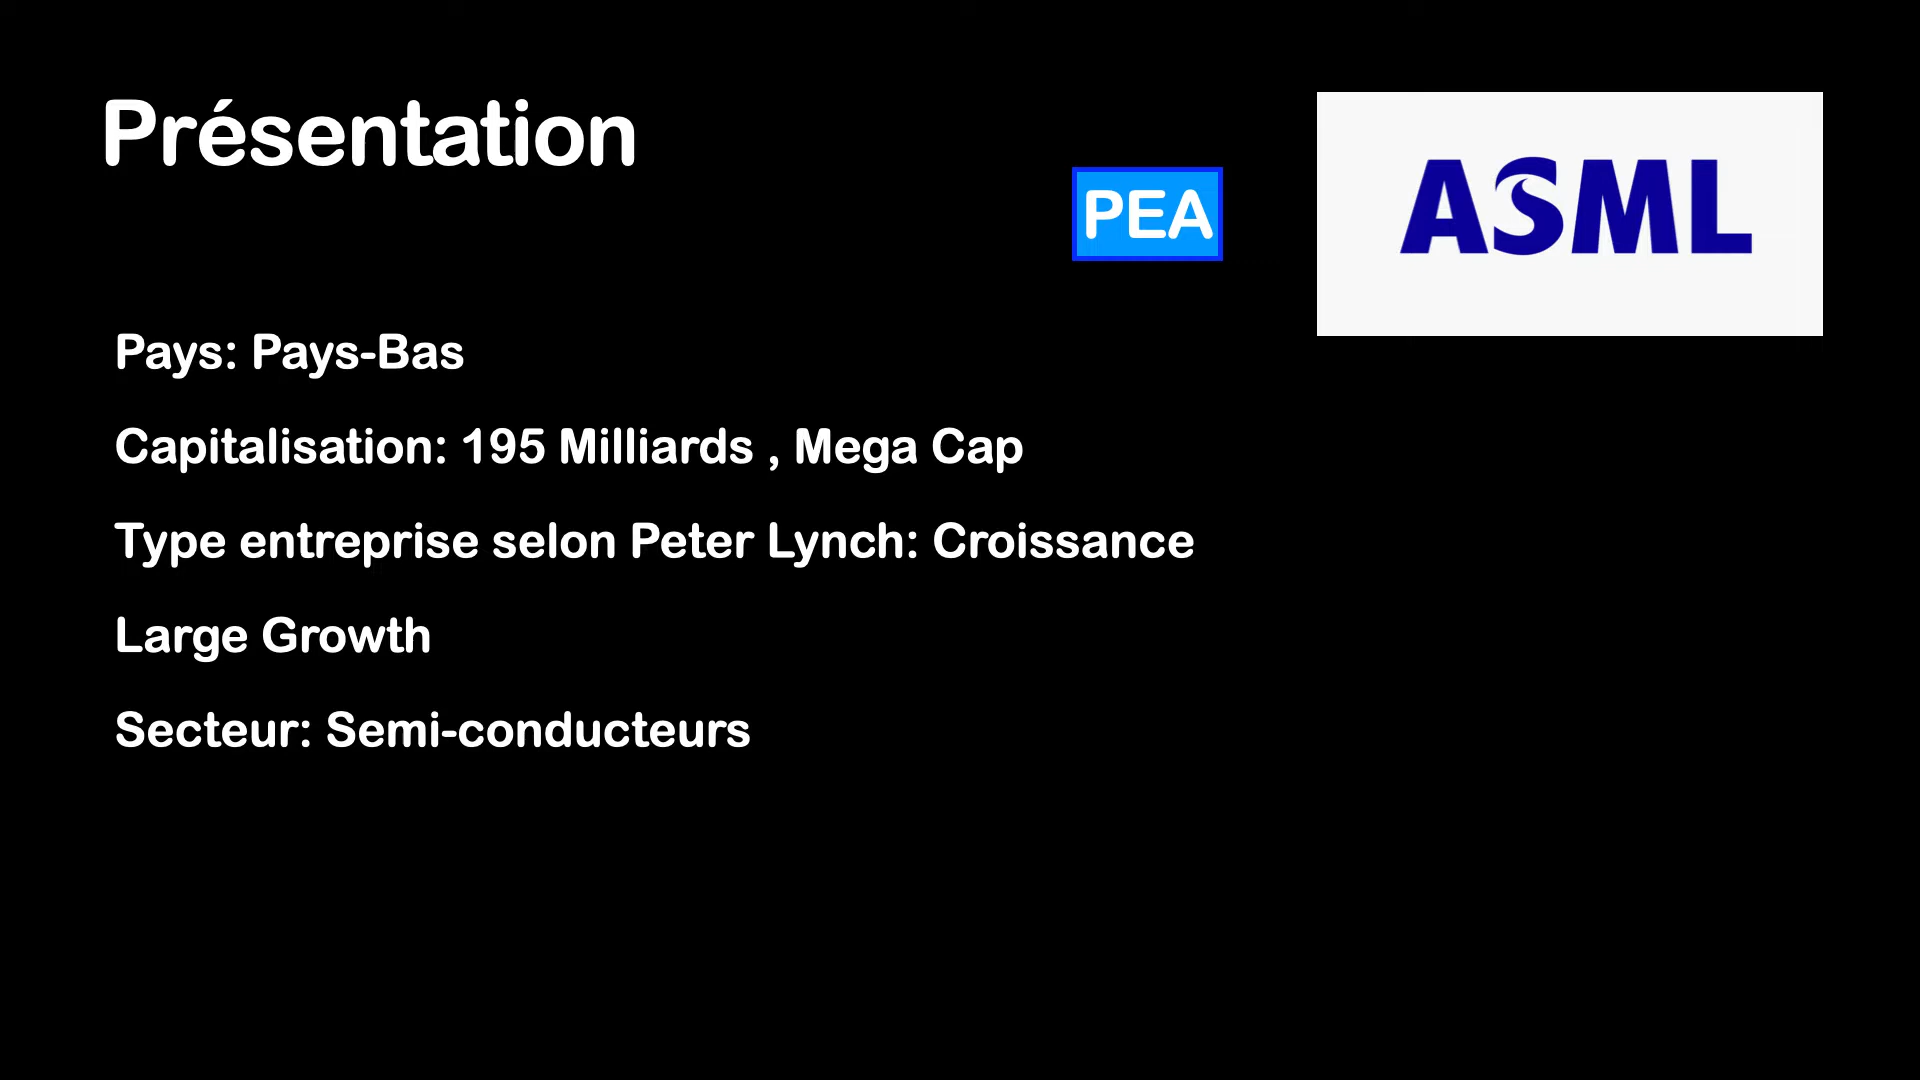 Présentation
PEA
ASML
Pays: Pays-Bas
Capitalisation: 195 Milliards , Mega Cap
Type entreprise selon Peter Lynch: Croissance
Large Growth
Secteur: Semi-conducteurs